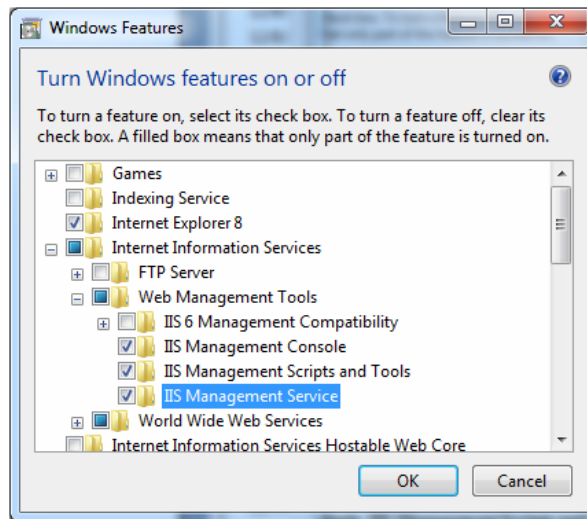 Windows Features
Turn Windows features on or off
To turn a feature on, select its check box. To turn a feature off, clear its
check box. A filled box means that only part of the feature is turned on.
Games
Indexing Service
Internet Explorer 8
Internet Information Services
FTP Server
Web Management Tools
IIS 6 Management Compatibility
IIS Management Console
IIS Management Scripts and Tools
IIS Management Service
World Wide Web Services
Internet Information Services Hostable Web Core
OK
Cancel